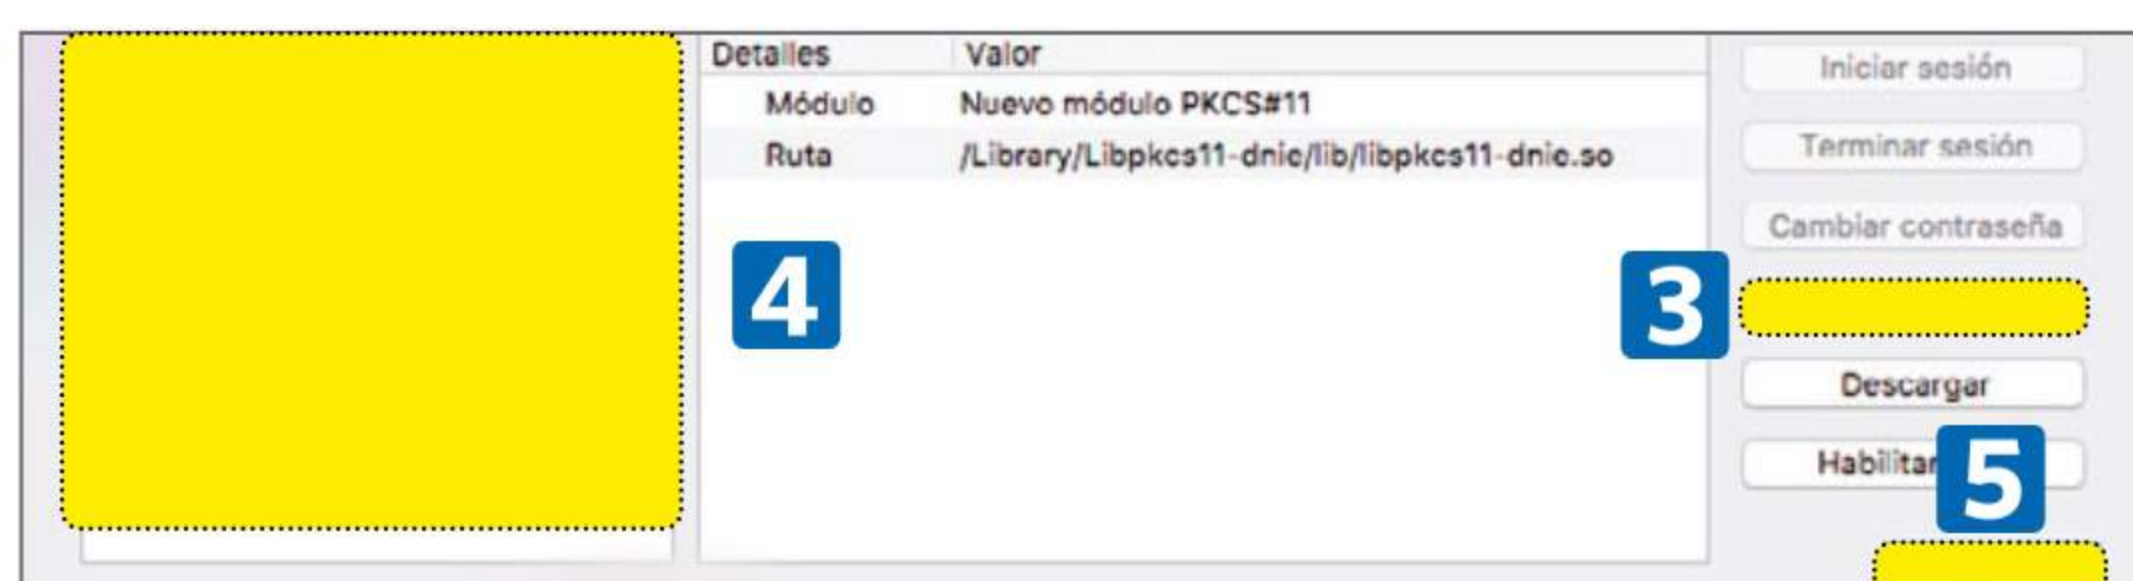 Detalles Valor
Módulo Nuevo módulo PKCS#11
Ruta /Library/Libpkcs11-dnie/lib/libpkcs11-dnie.so
Iniciar sesión
Terminar sesión
Cambiar contraseña
4
3
Descargar
Habilitar
5